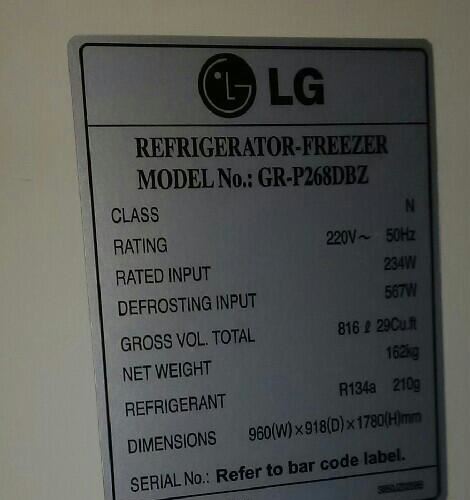 LG
REFRIGERATOR-FREEZER
MODEL No.: GR-P268DBZ
CLASS N
RATING 220V~ 50Hz
RATED INPUT 234W
DEFROSTING INPUT 567W
GROSS VOL. TOTAL 816 ℓ 29Cu.ft
NET WEIGHT 162kg
REFRIGERANT R134a 210g
DIMENSIONS 960(W)×918(D)×1780(H)mm
SERIAL No.: Refer to bar code label.